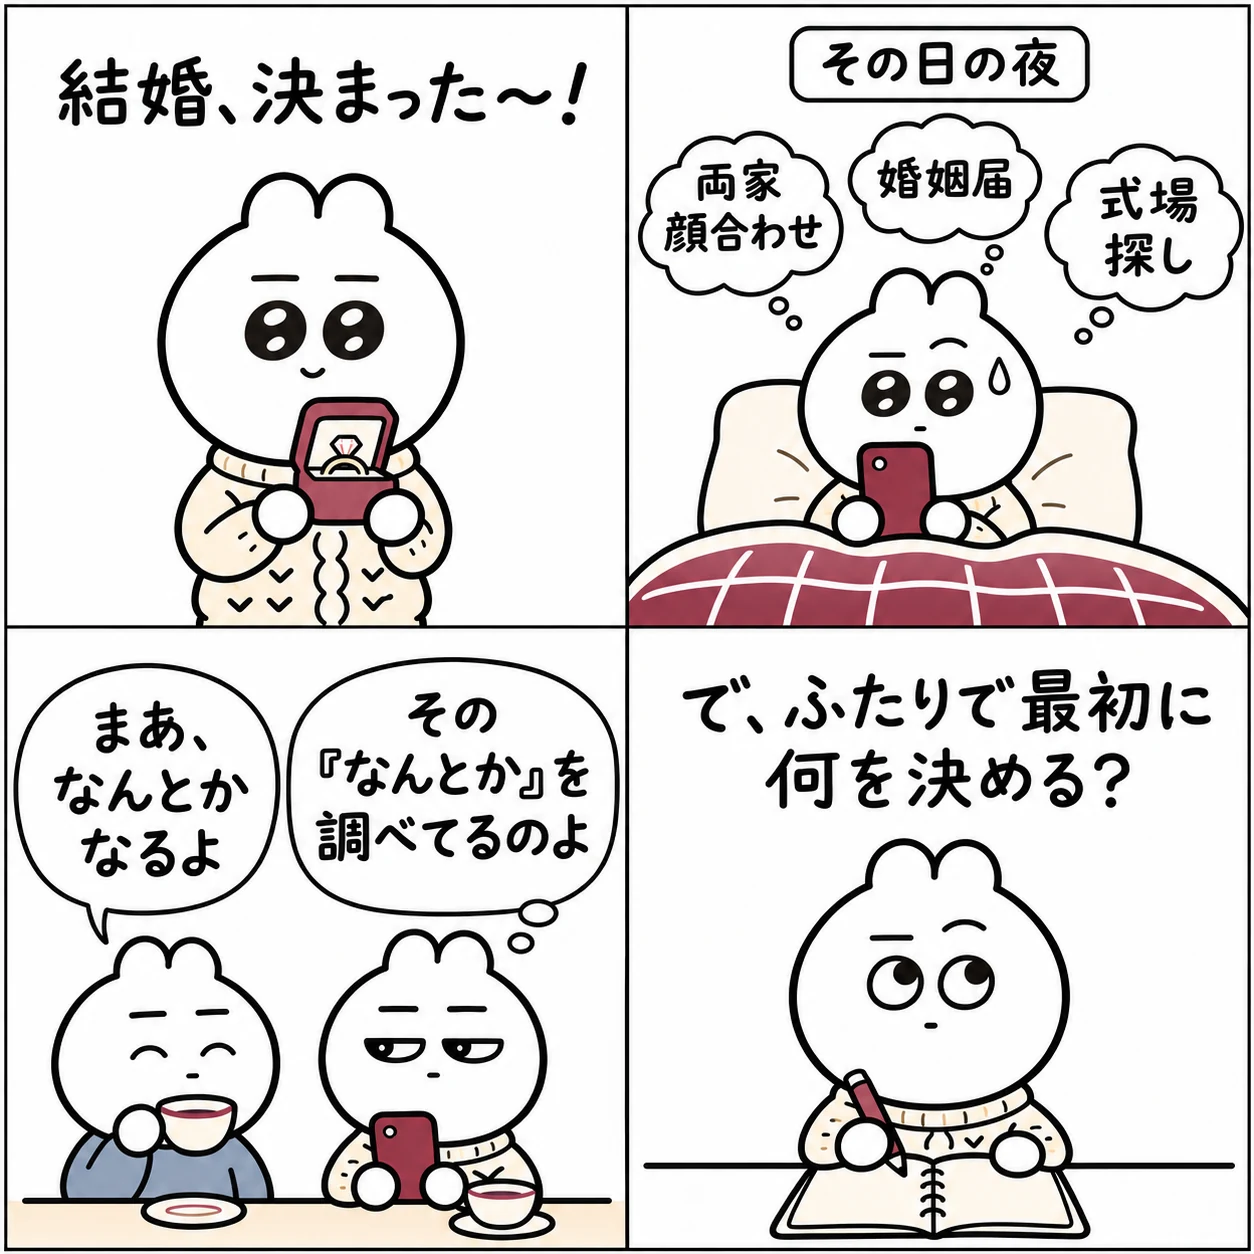 結婚、決まった〜！
その日の夜
両家
顔合わせ
婚姻届
式場
探し
まあ、
なんとか
なるよ
その
『なんとか』を
調べてるのよ
で、ふたりで最初に
何を決める？